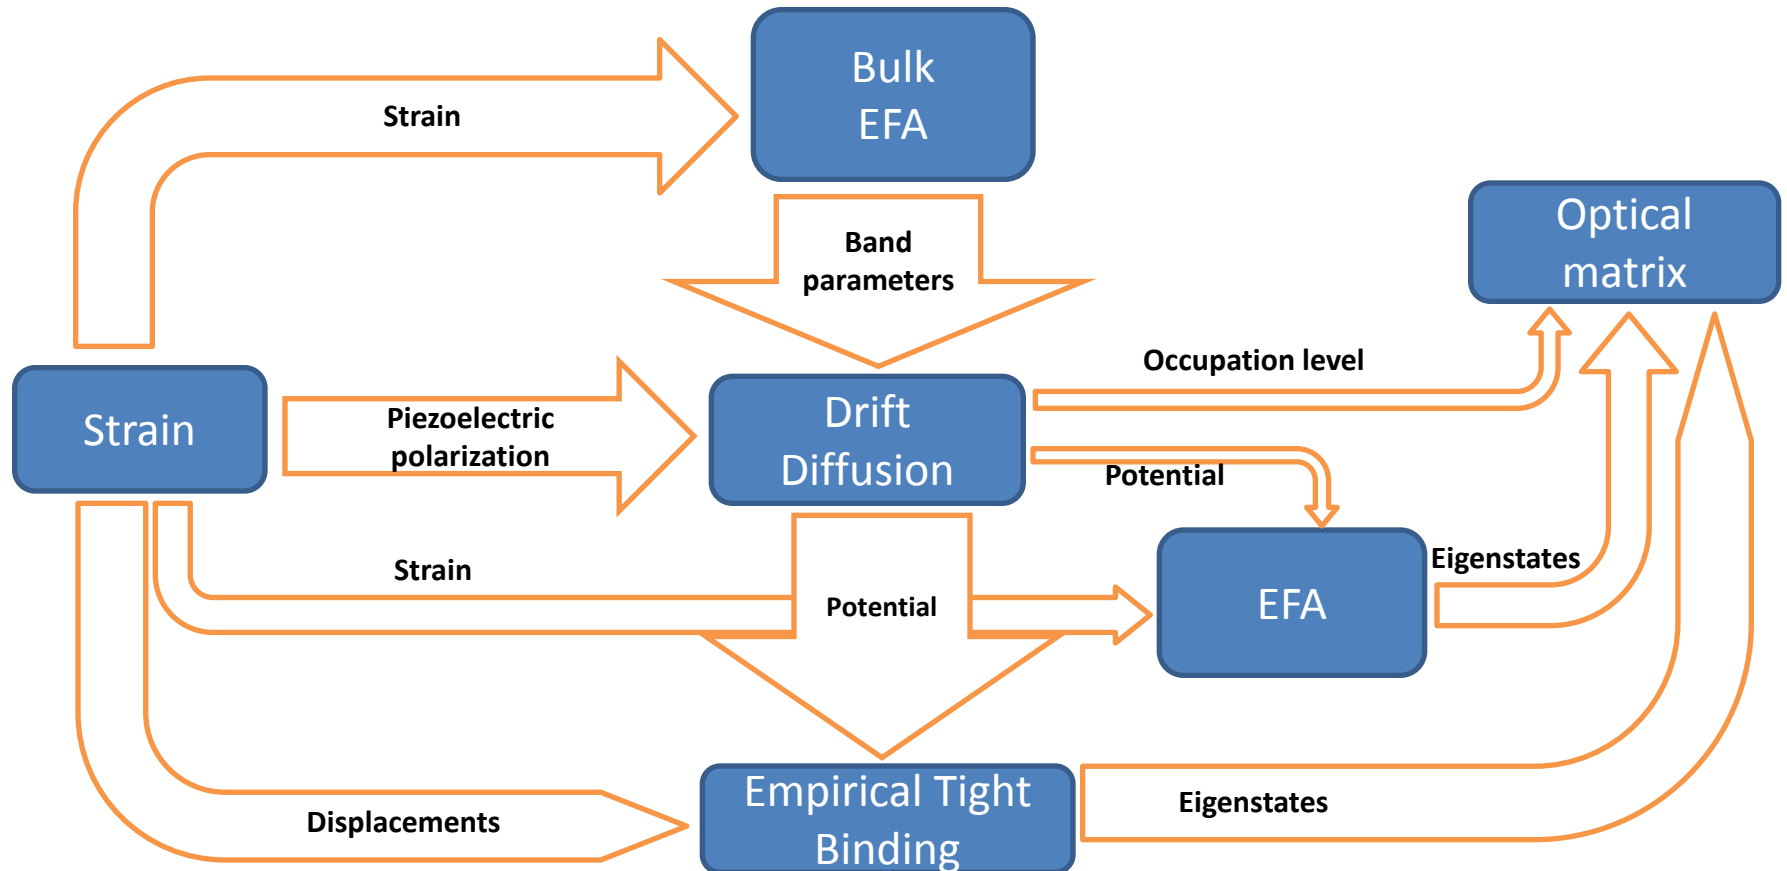 Bulk
EFA
Strain
Optical
matrix
Band
parameters
Occupation level
Strain
Piezoelectric
polarization
Drift
Diffusion
Potential
Strain
Potential
EFA
Eigenstates
Empirical Tight
Binding
Displacements
Eigenstates